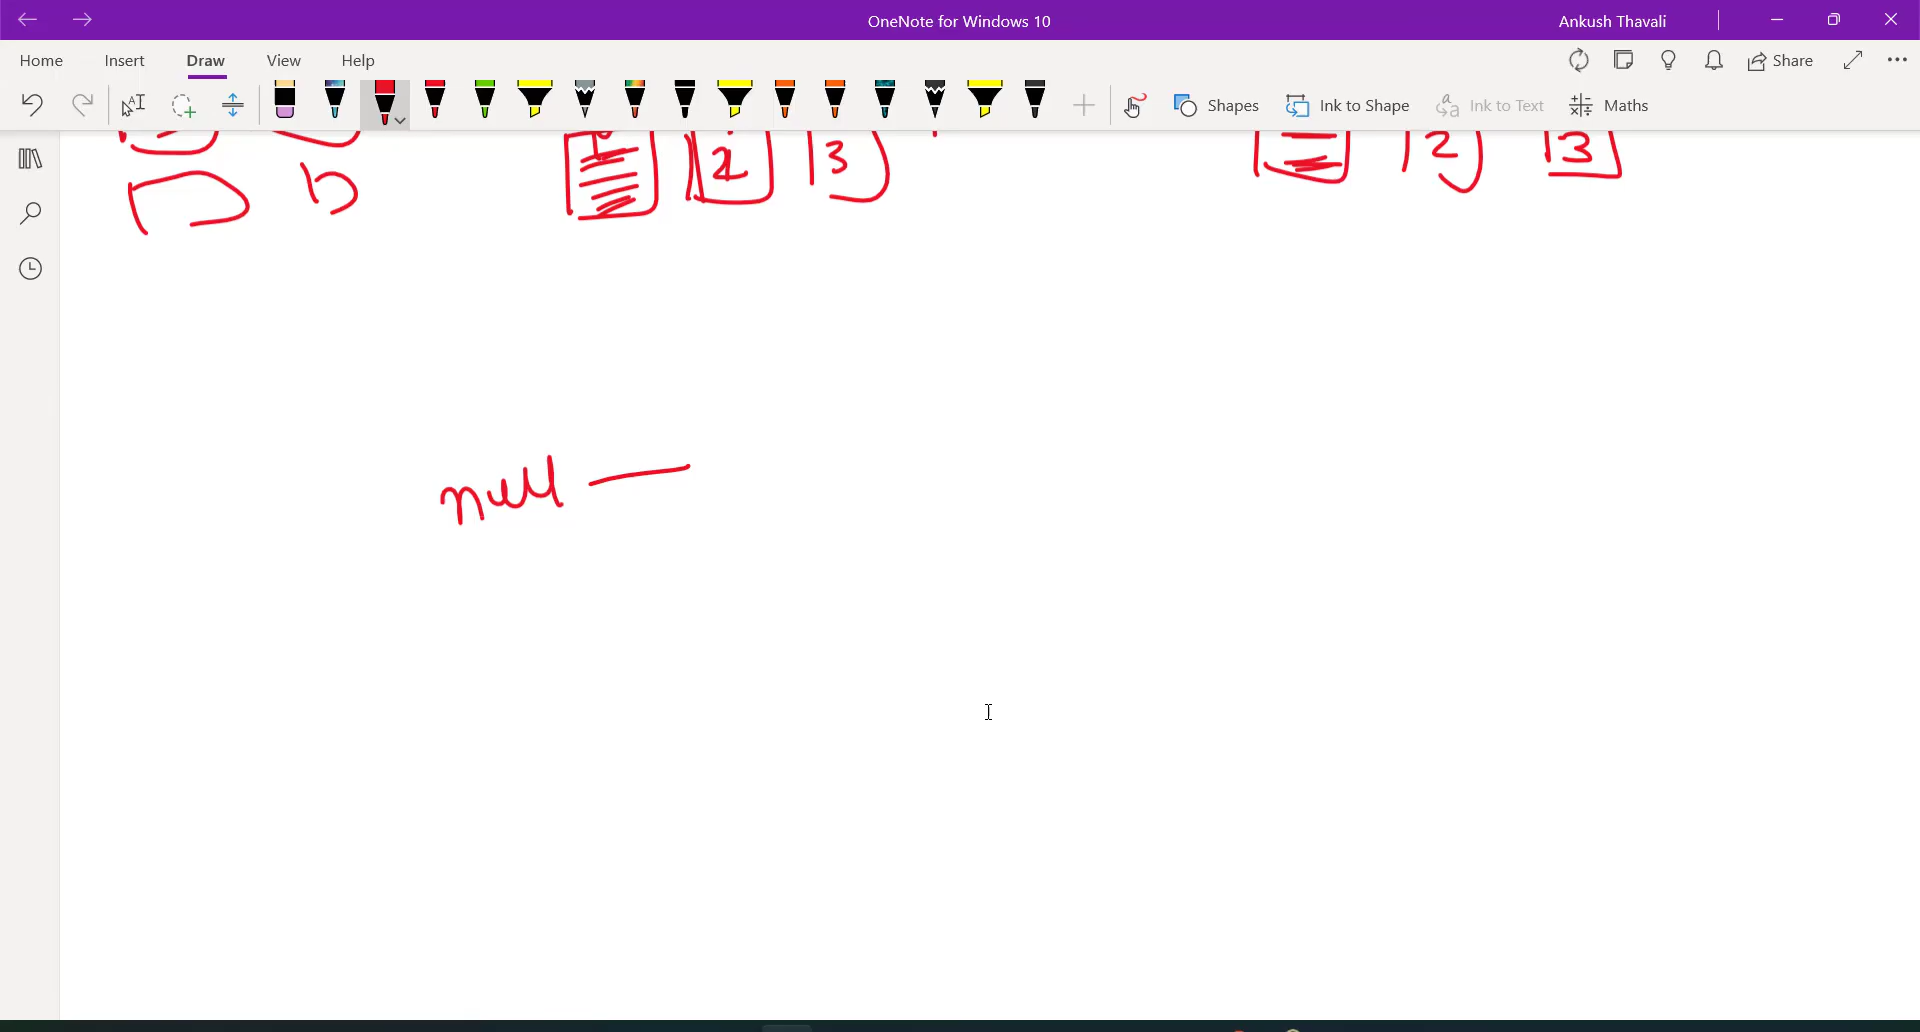 OneNote for Windows 10
Ankush Thavali
Home Insert Draw View Help
Share
Shapes Ink to Shape Ink to Text Maths
2 3 2 3
null —